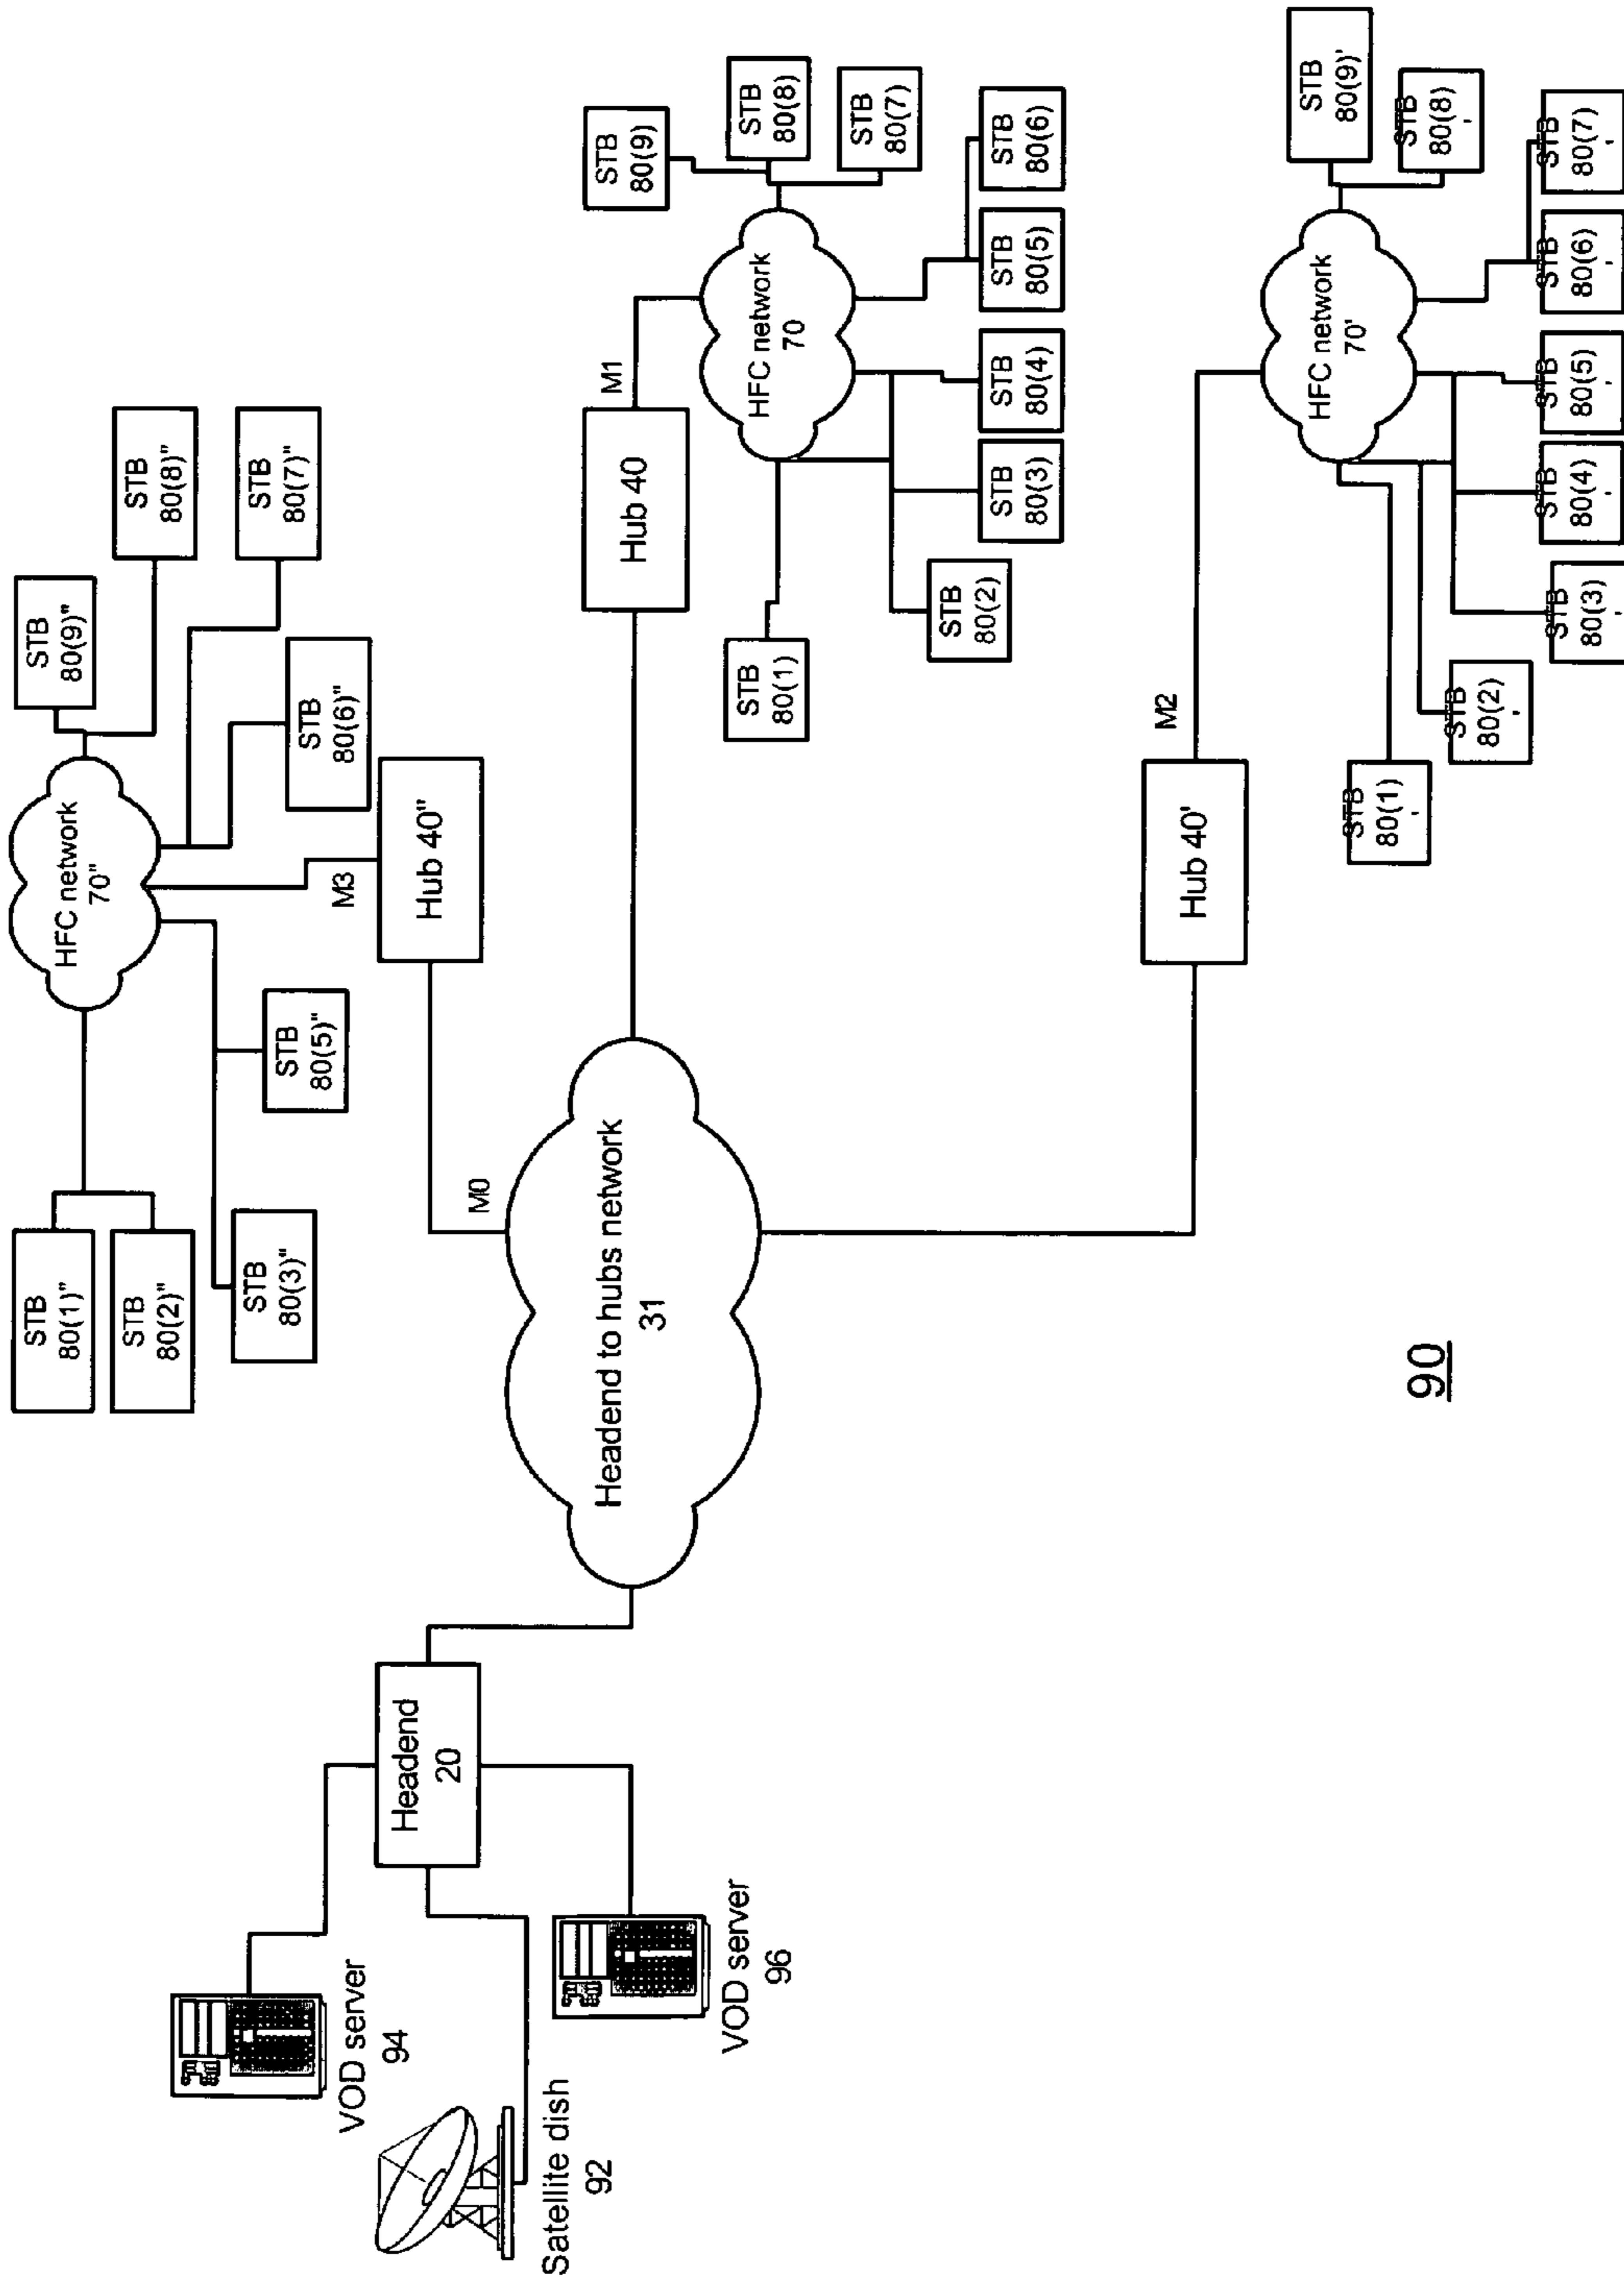 STB
80(1)"
STB
80(2)"
STB
80(3)"
STB
80(5)"
HFC network
70"
STB
80(9)"
STB
80(8)"
STB
80(7)"
STB
80(6)"
M3
Hub 40"
M0
VOD server
94
Satellite dish
92
VOD server
96
Headend
20
Headend to hubs network
31
Hub 40
M1
HFC network
70
STB
80(9)
STB
80(8)
STB
80(7)
STB
80(1)
STB
80(2)
STB
80(3)
STB
80(4)
STB
80(5)
STB
80(6)
Hub 40'
M2
HFC network
70'
STB
80(9)'
STB
80(8)
'
STB
80(1)
'
STB
80(2)
'
STB
80(3)
'
STB
80(4)
'
STB
80(5)
'
STB
80(6)
'
STB
80(7)
'
90